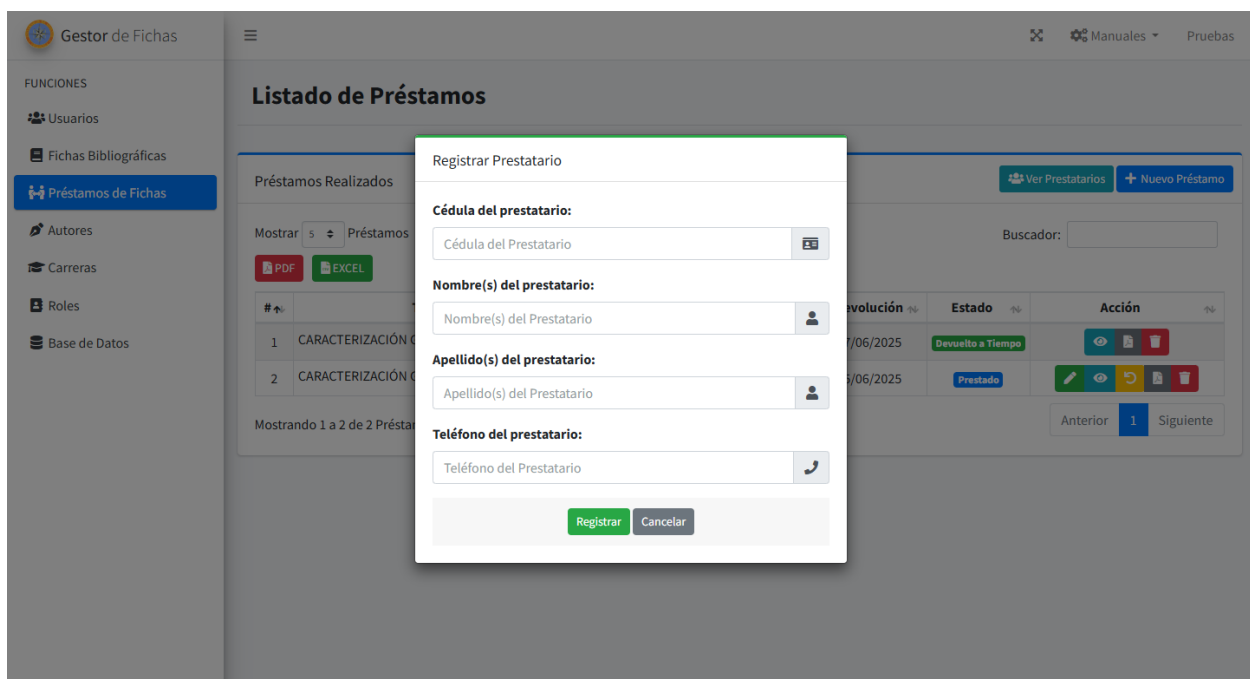 Gestor de Fichas
Manuales
Pruebas
FUNCIONES
Usuarios
Fichas Bibliográficas
Préstamos de Fichas
Autores
Carreras
Roles
Base de Datos
Listado de Préstamos
Préstamos Realizados
Ver Prestatarios
+ Nuevo Préstamo
Mostrar 5 Préstamos
Buscador:
PDF
EXCEL
# Estado Acción
1 CARACTERIZACIÓN /06/2025 Devuelto a Tiempo
2 CARACTERIZACIÓN /06/2025 Prestado
Mostrando 1 a 2 de 2
Anterior 1 Siguiente
Registrar Prestatario
Cédula del prestatario:
Cédula del Prestatario
Nombre(s) del prestatario:
Nombre(s) del Prestatario
Apellido(s) del prestatario:
Apellido(s) del Prestatario
Teléfono del prestatario:
Teléfono del Prestatario
Registrar
Cancelar